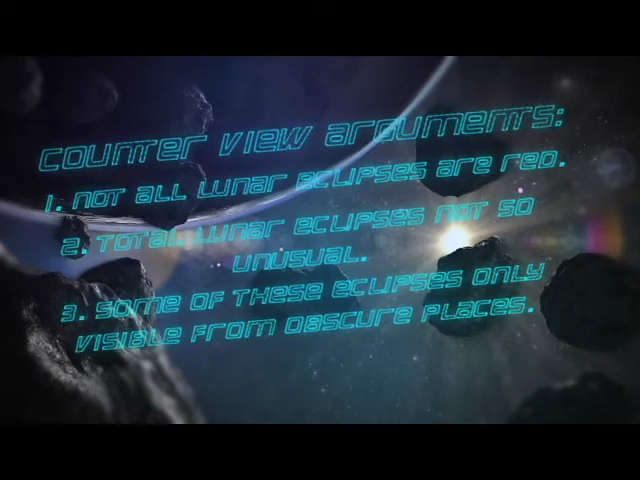 COUNTER VIEW ARGUMENTS:
1. NOT ALL LUNAR ECLIPSES ARE RED.
2. TOTAL LUNAR ECLIPSES NOT SO
UNUSUAL.
3. SOME OF THESE ECLIPSES ONLY
VISIBLE FROM OBSCURE PLACES.